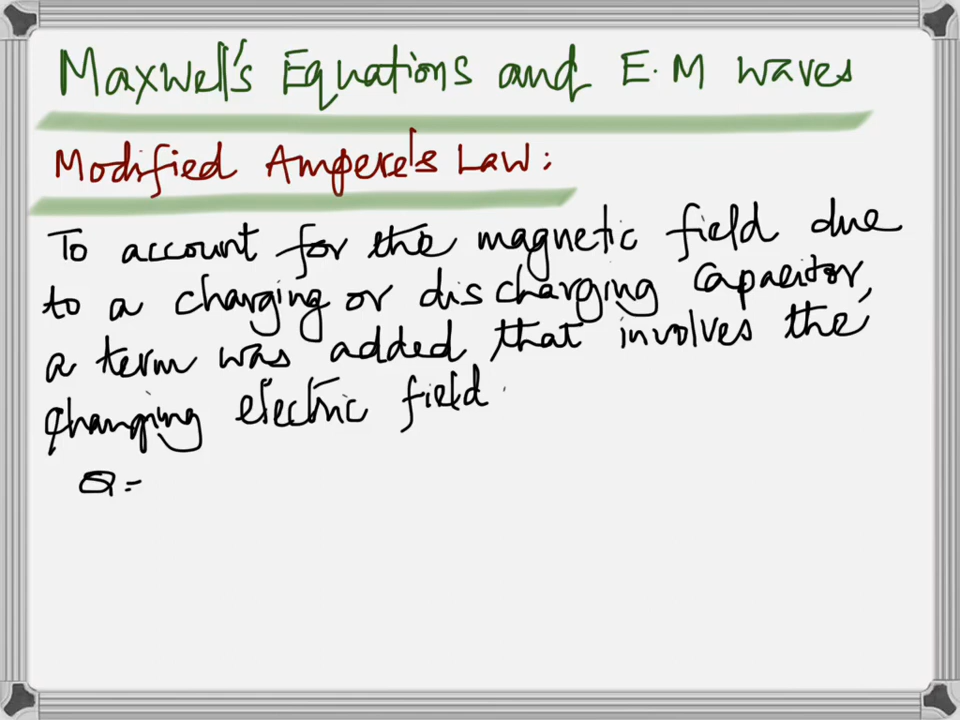 Maxwell's Equations and E.M waves
Modified Ampere's Law:
To account for the magnetic field due
to a charging or discharging capacitor,
a term was added that involves the
changing electric field
Q=